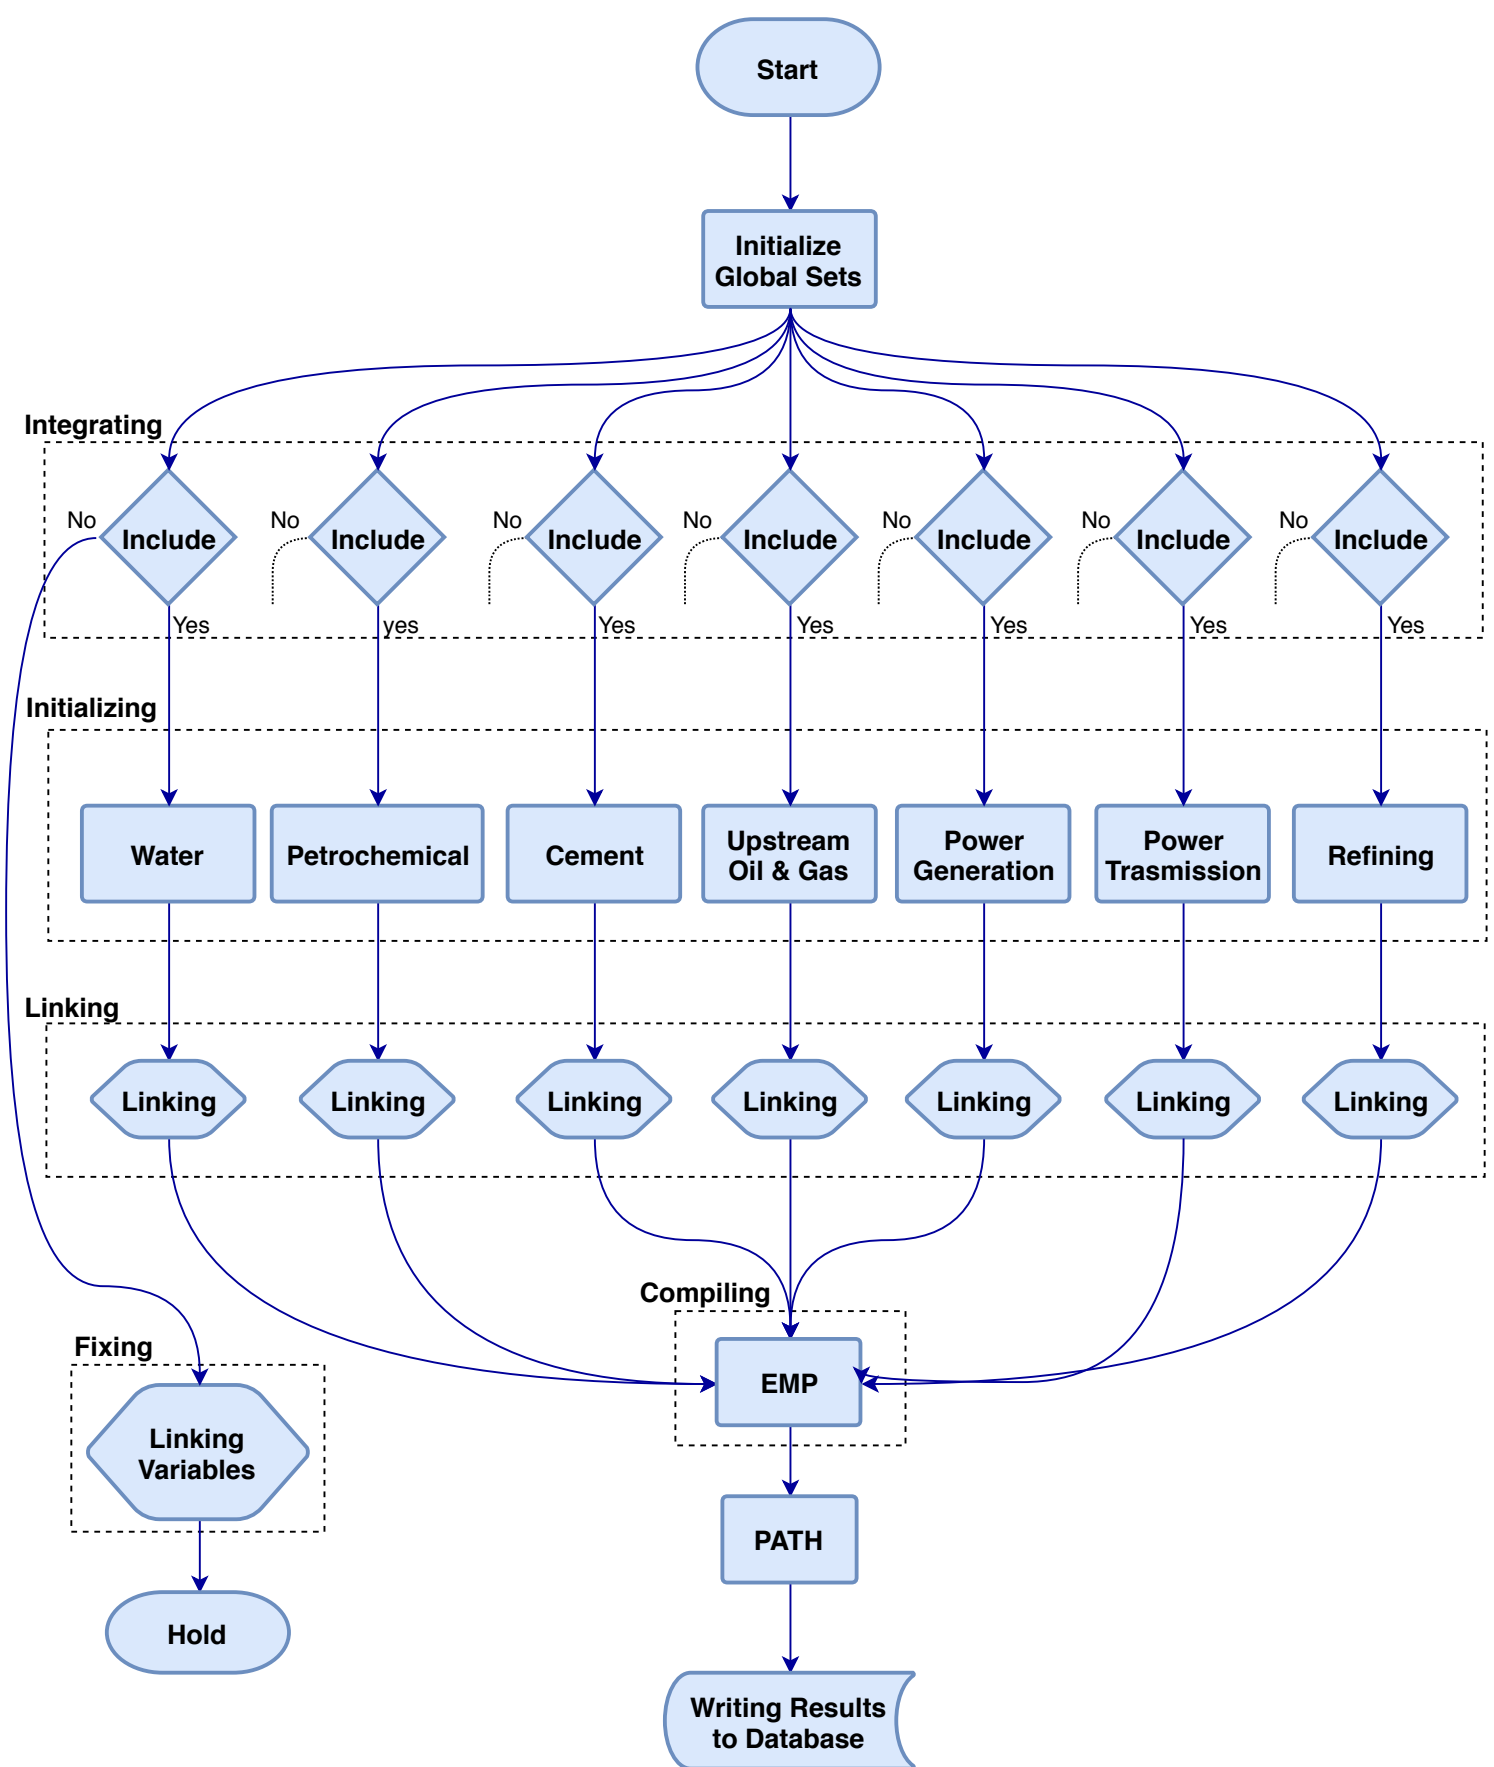 Start
Initialize
Global Sets
Integrating
No
No
No
No
No
No
No
Include
Include
Include
Include
Include
Include
Include
Yes
yes
Yes
Yes
Yes
Yes
Yes
Initializing
Water
Petrochemical
Cement
Upstream
Oil & Gas
Power
Generation
Power
Trasmission
Refining
Linking
Linking
Linking
Linking
Linking
Linking
Linking
Linking
Compiling
EMP
Fixing
Linking
Variables
PATH
Hold
Writing Results
to Database